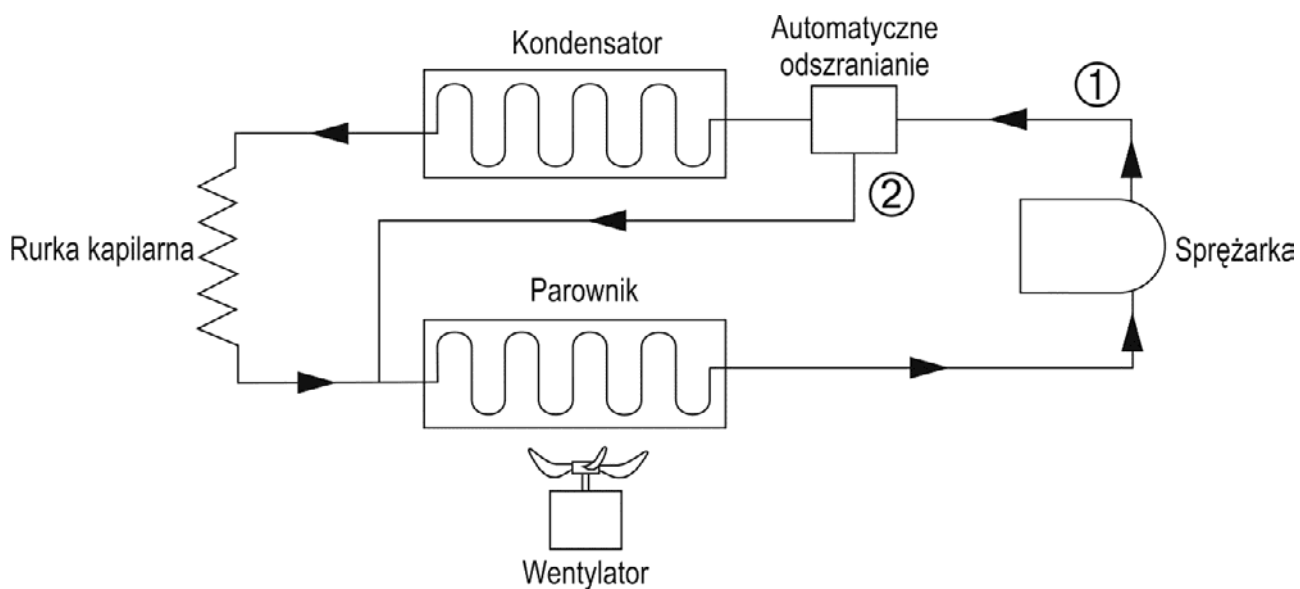 Kondensator
Automatyczne
odszranianie
①
②
Rurka kapilarna
Sprężarka
Parownik
Wentylator